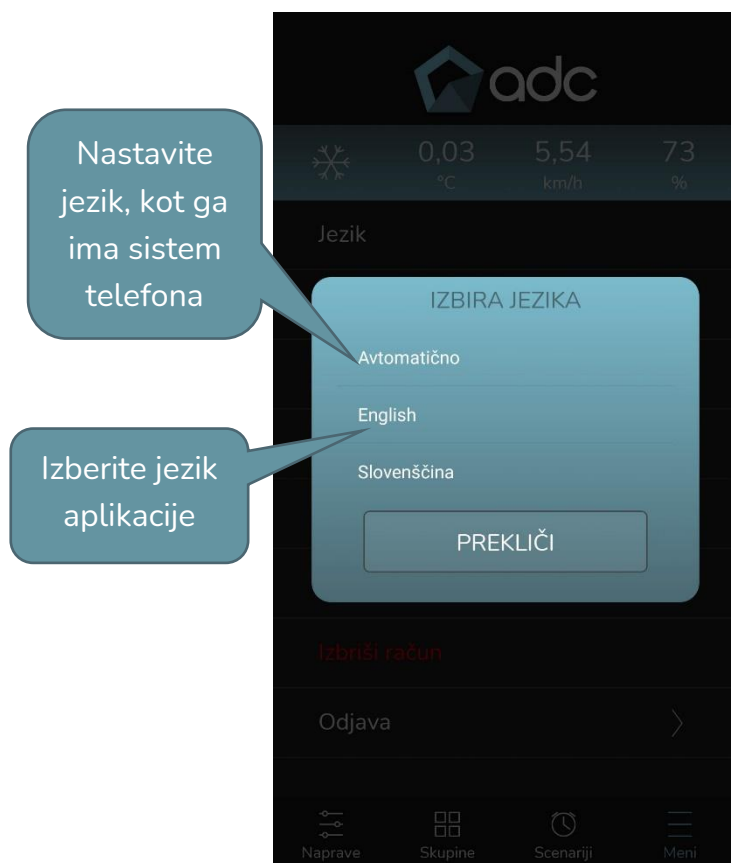 adc
Nastavite
jezik, kot ga
ima sistem
telefona
0,03
°C
5,54
km/h
73
%
Jezik
IZBIRA JEZIKA
Avtomatično
English
Slovenščina
PREKLIČI
Izberite jezik
aplikacije
Izbriši račun
Odjava
Naprave
Skupine
Scenariji
Meni